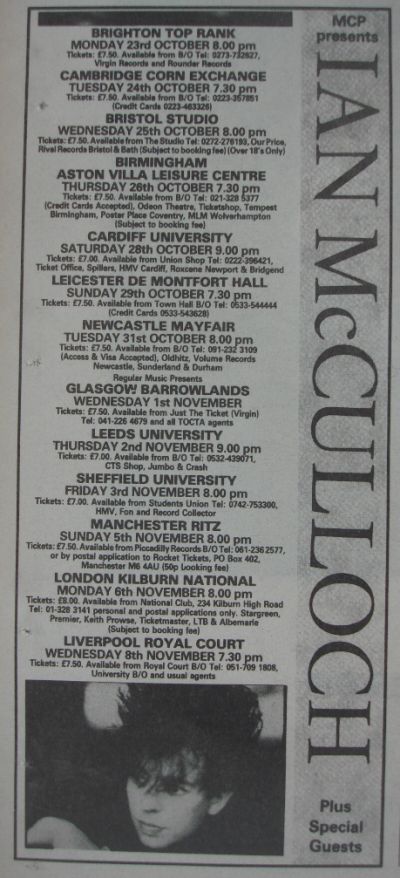 BRIGHTON TOP RANK
MONDAY 23rd OCTOBER 8.00 pm
Tickets: £7.50. Available from B/O Tel: 0273-732627,
Virgin Records and Rounder Records
CAMBRIDGE CORN EXCHANGE
TUESDAY 24th OCTOBER 7.30 pm
Tickets: £7.50. Available from B/O Tel: 0223-357851
(Credit Cards 0223-463326)
BRISTOL STUDIO
WEDNESDAY 25th OCTOBER 8.00 pm
Tickets: £7.50. Available from The Studio Tel: 0272-276193, Our Price,
Rival Records Bristol & Bath (Subject to booking fee) (Over 18's Only)
BIRMINGHAM
ASTON VILLA LEISURE CENTRE
THURSDAY 26th OCTOBER 7.30 pm
Tickets: £7.50. Available from B/O Tel: 021-328 5377
(Credit Cards Accepted), Odeon Theatre, Ticketshop, Tempest
Birmingham, Poster Place Coventry, MLM Wolverhampton
(Subject to booking fee)
CARDIFF UNIVERSITY
SATURDAY 28th OCTOBER 9.00 pm
Tickets: £7.00. Available from Union Shop Tel: 0222-396421,
Ticket Office, Spillers, HMV Cardiff, Roxcene Newport & Bridgend
LEICESTER DE MONTFORT HALL
SUNDAY 29th OCTOBER 7.30 pm
Tickets: £7.50. Available from Town Hall B/O Tel: 0533-544444
(Credit Cards 0533-543628)
NEWCASTLE MAYFAIR
TUESDAY 31st OCTOBER 8.00 pm
Tickets: £7.50. Available from B/O Tel: 091-232 3109
(Access & Visa Accepted), Oldhitz, Volume Records
Newcastle, Sunderland & Durham
Regular Music Presents
GLASGOW BARROWLANDS
WEDNESDAY 1st NOVEMBER
Tickets: £7.50. Available from Just The Ticket (Virgin)
Tel: 041-226 4679 and all TOCTA agents
LEEDS UNIVERSITY
THURSDAY 2nd NOVEMBER 9.00 pm
Tickets: £7.00. Available from B/O Tel: 0532-439071,
CTS Shop, Jumbo & Crash
SHEFFIELD UNIVERSITY
FRIDAY 3rd NOVEMBER 8.00 pm
Tickets: £7.00. Available from Students Union Tel: 0742-753300,
HMV, Fon and Record Collector
MANCHESTER RITZ
SUNDAY 5th NOVEMBER 8.00 pm
Tickets: £7.50. Available from Piccadilly Records B/O Tel: 061-236 2577,
or by postal application to Rocket Tickets, PO Box 402,
Manchester M6 4AU (50p Looking fee)
LONDON KILBURN NATIONAL
MONDAY 6th NOVEMBER 8.00 pm
Tickets: £8.00. Available from National Club, 234 Kilburn High Road
Tel: 01-328 3141 personal and postal applications only. Stargreen,
Premier, Keith Prowse, Ticketmaster, LTB & Albemarle
(Subject to booking fee)
LIVERPOOL ROYAL COURT
WEDNESDAY 8th NOVEMBER 7.30 pm
Tickets: £7.50. Available from Royal Court B/O Tel: 051-709 1808,
University B/O and usual agents
MCP
presents
IAN McCULLOCH
Plus
Special
Guests